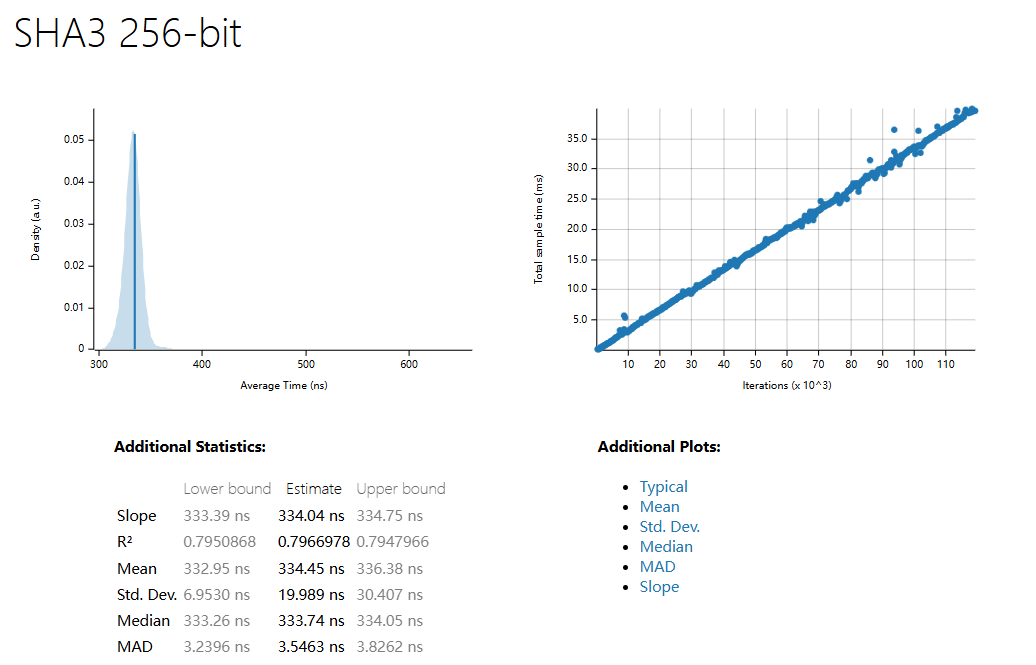 SHA3 256-bit
Density (a.u.)
0.05
0.04
0.03
0.02
0.01
0
300 400 500 600
Average Time (ns)
Total sample time (ms)
35.0
30.0
25.0
20.0
15.0
10.0
5.0
10 20 30 40 50 60 70 80 90 100 110
Iterations (x 10^3)
Additional Statistics:
Lower bound Estimate Upper bound
Slope 333.39 ns 334.04 ns 334.75 ns
R² 0.7950868 0.7966978 0.7947966
Mean 332.95 ns 334.45 ns 336.38 ns
Std. Dev. 6.9530 ns 19.989 ns 30.407 ns
Median 333.26 ns 333.74 ns 334.05 ns
MAD 3.2396 ns 3.5463 ns 3.8262 ns
Additional Plots:
• Typical
• Mean
• Std. Dev.
• Median
• MAD
• Slope